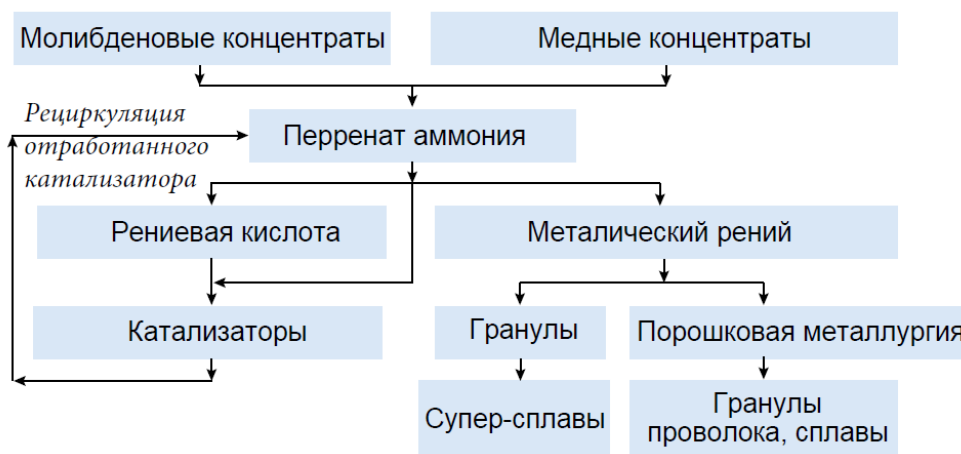 Молибденовые концентраты
Медные концентраты
Рециркуляция
отработанного
катализатора
Перренат аммония
Рениевая кислота
Металический рений
Катализаторы
Гранулы
Порошковая металлургия
Супер-сплавы
Гранулы
проволока, сплавы